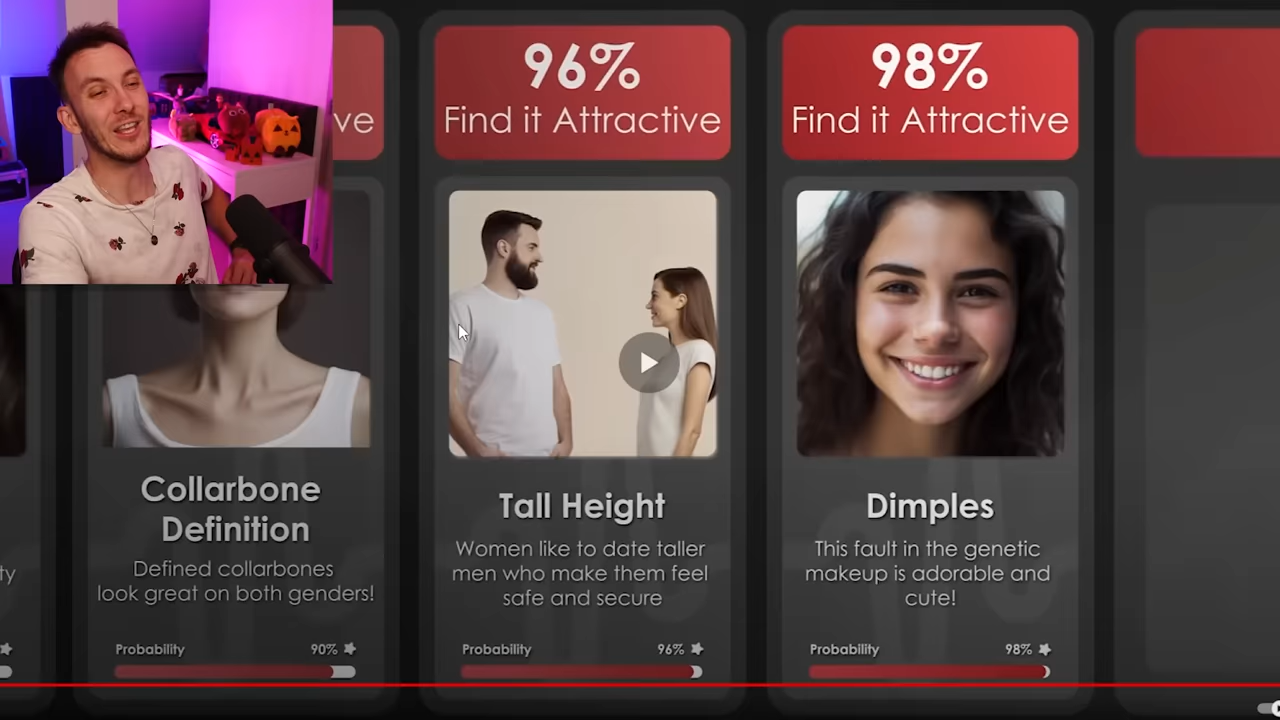 ve
96%
Find it Attractive
98%
Find it Attractive
Collarbone
Definition
Defined collarbones
look great on both genders!
Probability
90%
Tall Height
Women like to date taller
men who make them feel
safe and secure
Probability
96%
Dimples
This fault in the genetic
makeup is adorable and
cute!
Probability
98%
ty